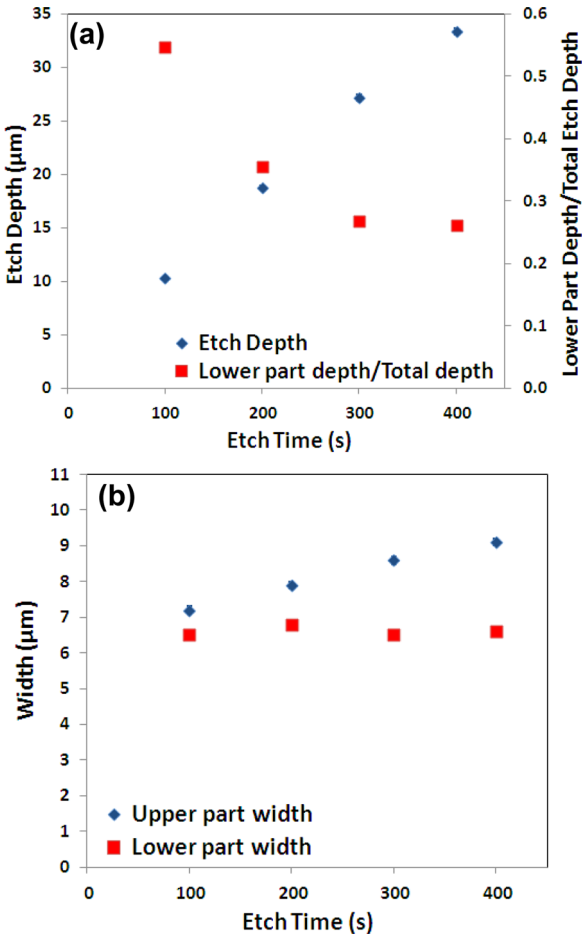 (a)
35
30
25
20
15
10
5
0
Etch Depth (µm)
0.6
0.5
0.4
0.3
0.2
0.1
0.0
Lower Part Depth/Total Etch Depth
Etch Depth
Lower part depth/Total depth
0 100 200 300 400
Etch Time (s)
(b)
11
10
9
8
7
6
5
4
3
2
1
0
Width (µm)
Upper part width
Lower part width
0 100 200 300 400
Etch Time (s)